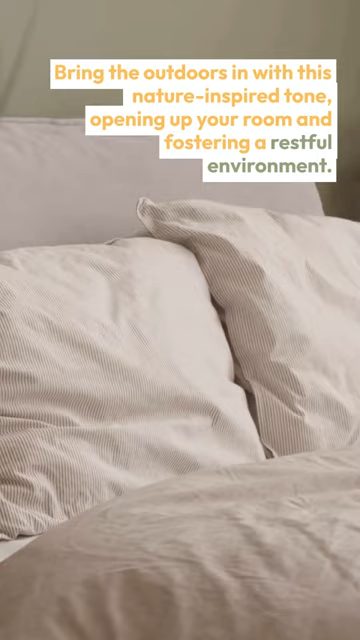 Bring the outdoors in with this
nature-inspired tone,
opening up your room and
fostering a restful
environment.